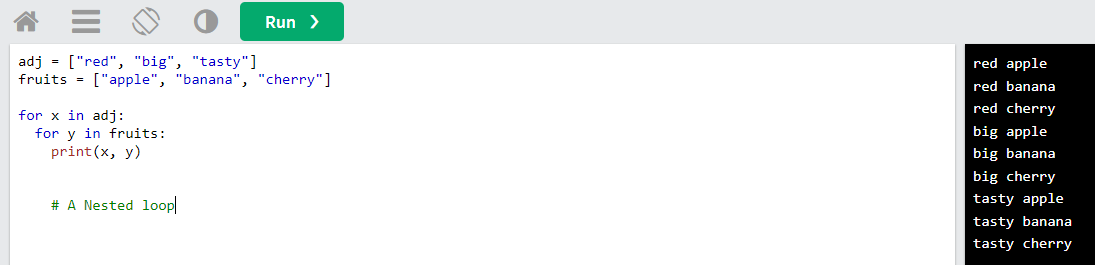 Run ❯
adj = ["red", "big", "tasty"]
fruits = ["apple", "banana", "cherry"]
for x in adj:
  for y in fruits:
    print(x, y)
    # A Nested loop
red apple
red banana
red cherry
big apple
big banana
big cherry
tasty apple
tasty banana
tasty cherry